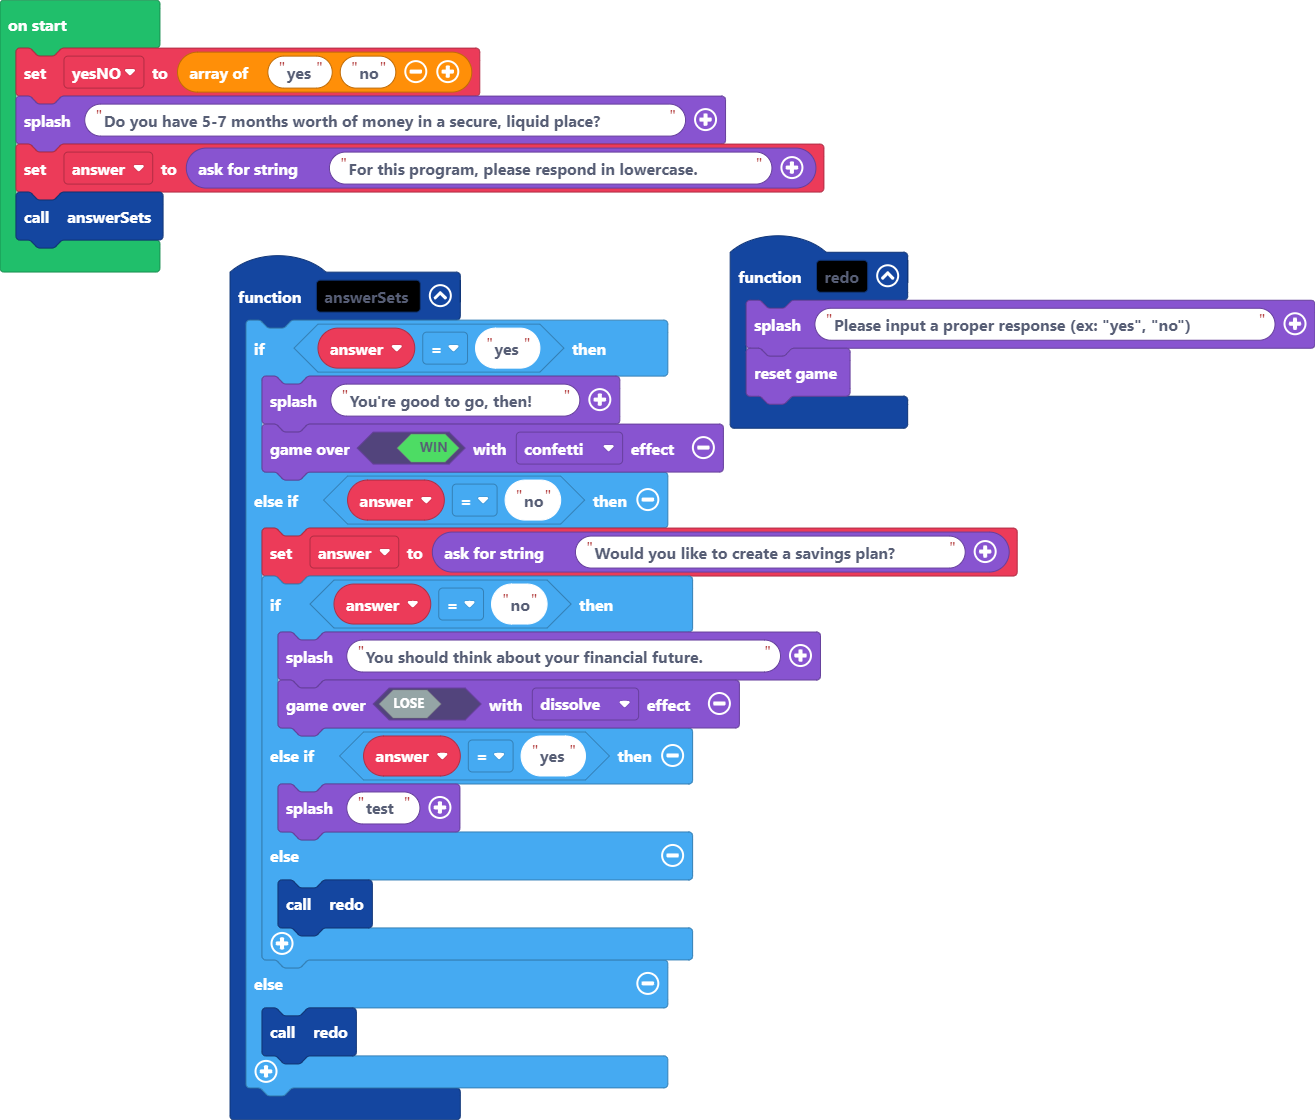 on start
set yesNO to array of "yes" "no"
splash "Do you have 5-7 months worth of money in a secure, liquid place?"
set answer to ask for string "For this program, please respond in lowercase."
call answerSets
function answerSets
if answer = "yes" then
splash "You're good to go, then!"
game over WIN with confetti effect
else if answer = "no" then
set answer to ask for string "Would you like to create a savings plan?"
if answer = "no" then
splash "You should think about your financial future."
game over LOSE with dissolve effect
else if answer = "yes" then
splash "test"
else
call redo
else
call redo
function redo
splash "Please input a proper response (ex: "yes", "no")"
reset game